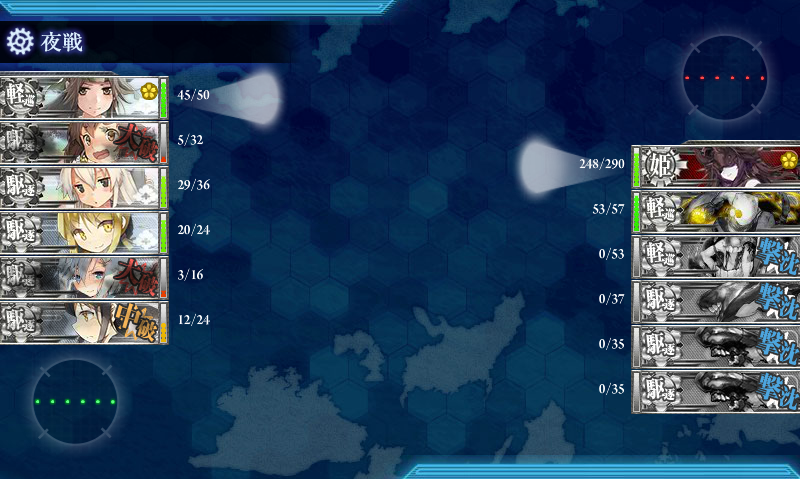 夜戦
軽巡
45/50
駆逐 大破
5/32
駆逐
29/36
駆逐
20/24
駆逐 大破
3/16
駆逐 中破
12/24
姫
248/290
軽巡
53/57
軽巡 撃沈
0/53
駆逐 撃沈
0/37
駆逐 撃沈
0/35
駆逐 撃沈
0/35